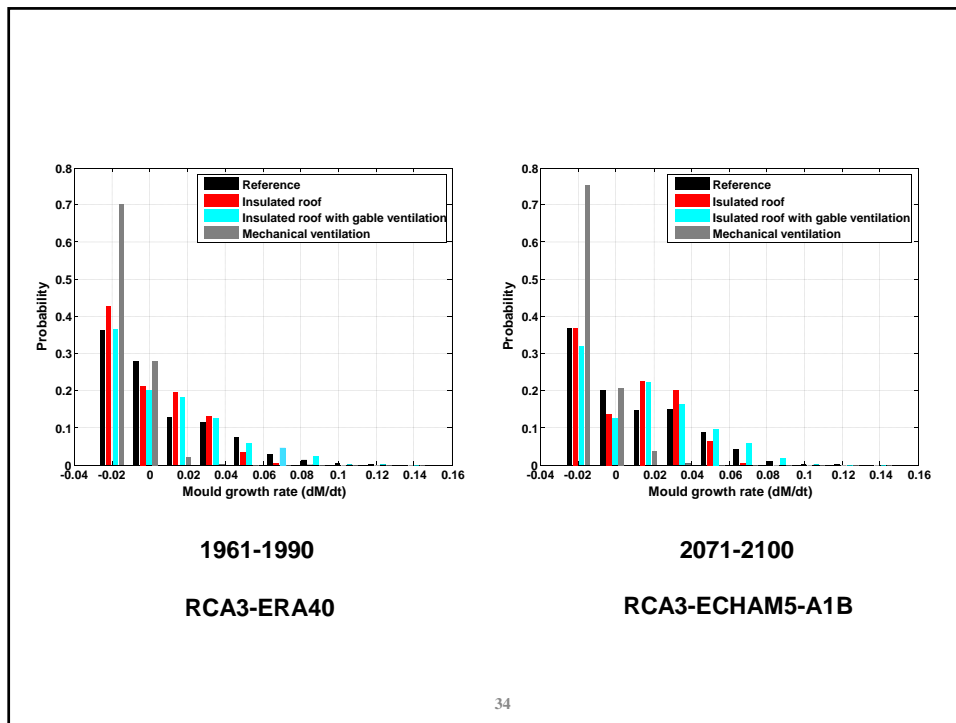 0.8
0.7
0.6
0.5
0.4
0.3
0.2
0.1
0
Probability
Reference
Insulated roof
Insulated roof with gable ventilation
Mechanical ventilation
-0.04 -0.02 0 0.02 0.04 0.06 0.08 0.1 0.12 0.14 0.16
Mould growth rate (dM/dt)
1961-1990
RCA3-ERA40
0.8
0.7
0.6
0.5
0.4
0.3
0.2
0.1
0
Probability
Reference
Isulated roof
Isulated roof with gable ventilation
Mechanical ventilation
-0.04 -0.02 0 0.02 0.04 0.06 0.08 0.1 0.12 0.14 0.16
Mould growth rate (dM/dt)
2071-2100
RCA3-ECHAM5-A1B
34